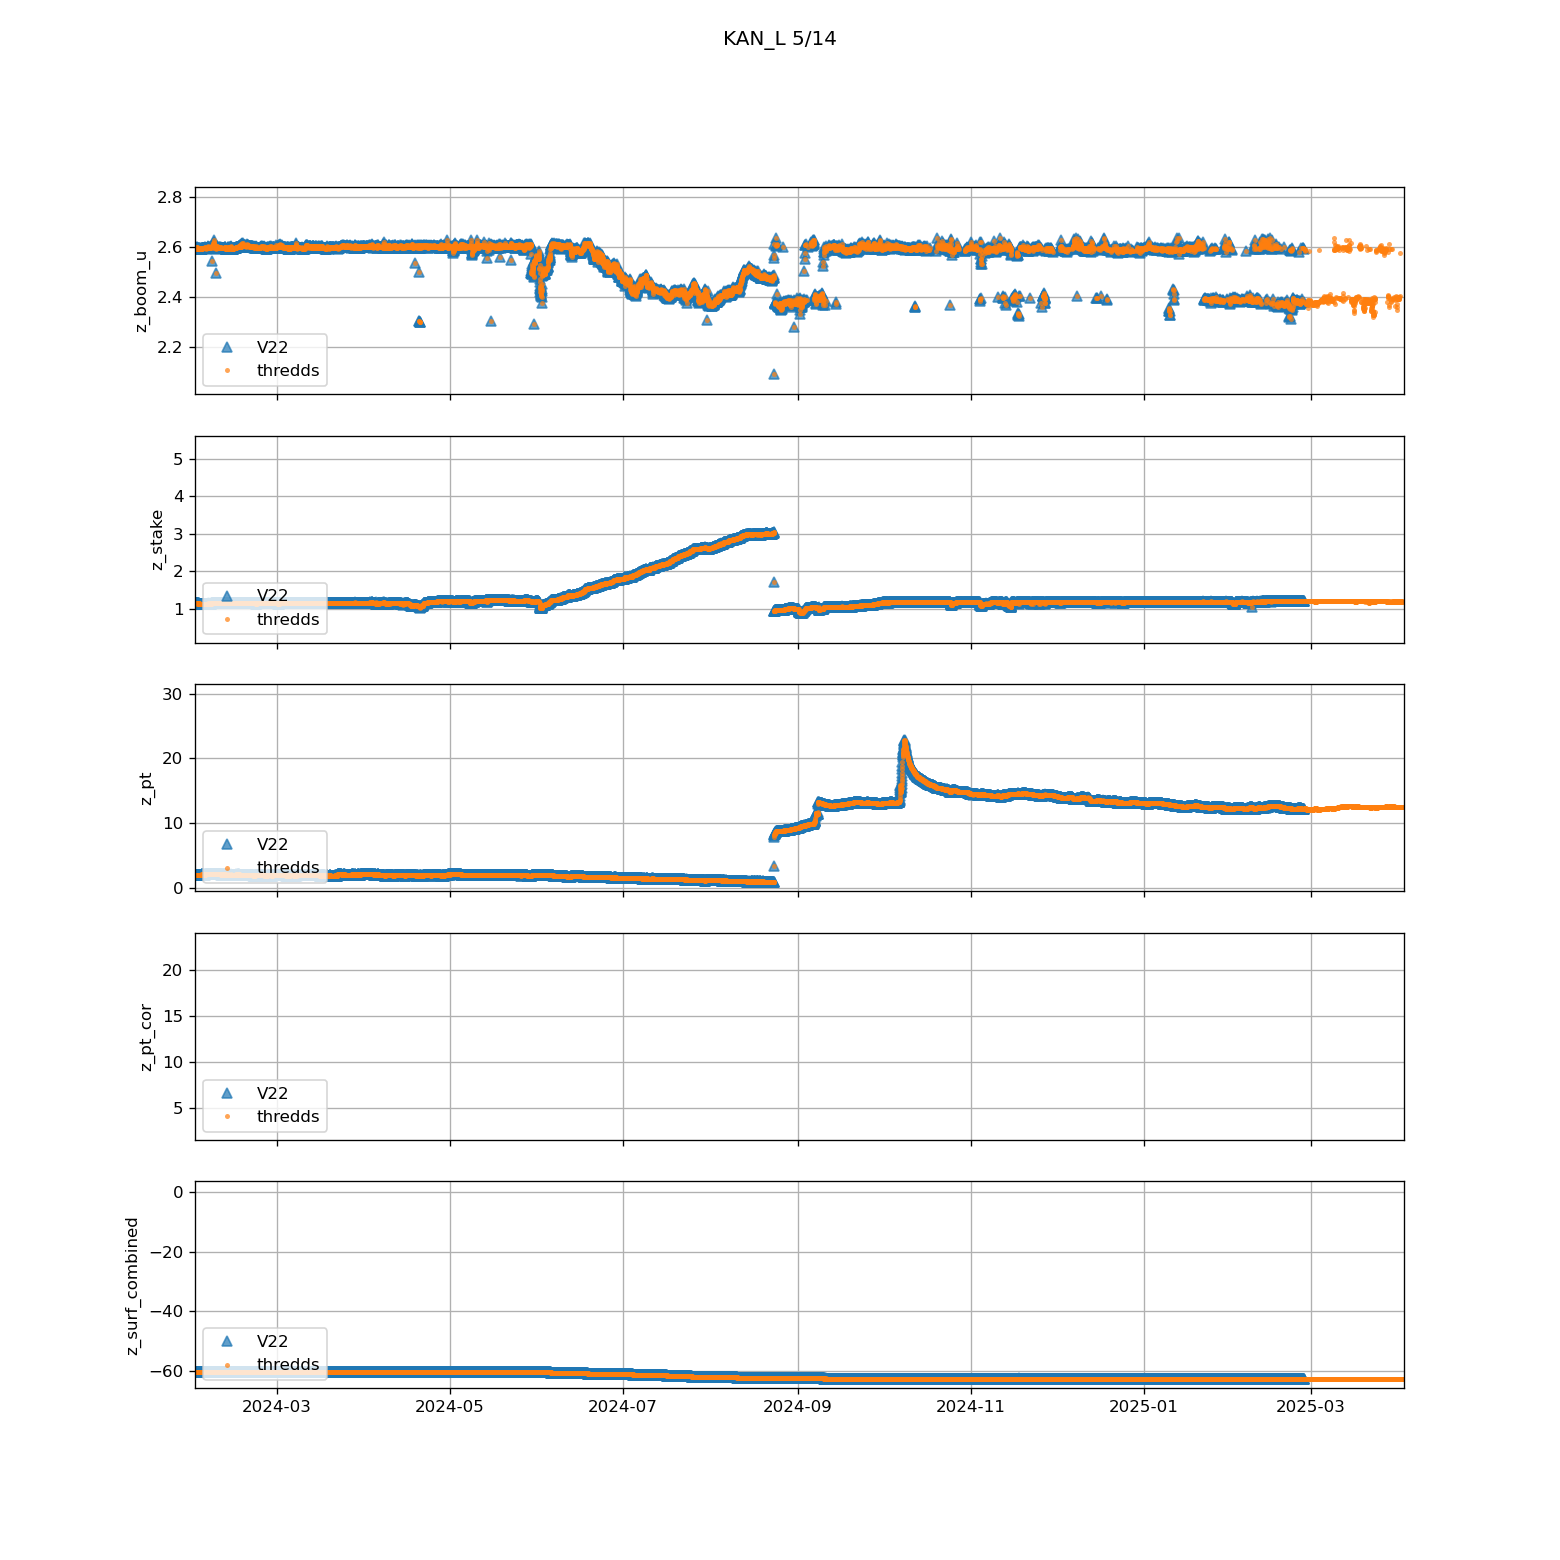 KAN_L 5/14
2.8
2.6
2.4
2.2
z_boom_u
V22
thredds
5
4
3
2
1
z_stake
V22
thredds
30
20
10
0
z_pt
V22
thredds
20
15
10
5
z_pt_cor
V22
thredds
0
−20
−40
−60
z_surf_combined
V22
thredds
2024-03 2024-05 2024-07 2024-09 2024-11 2025-01 2025-03